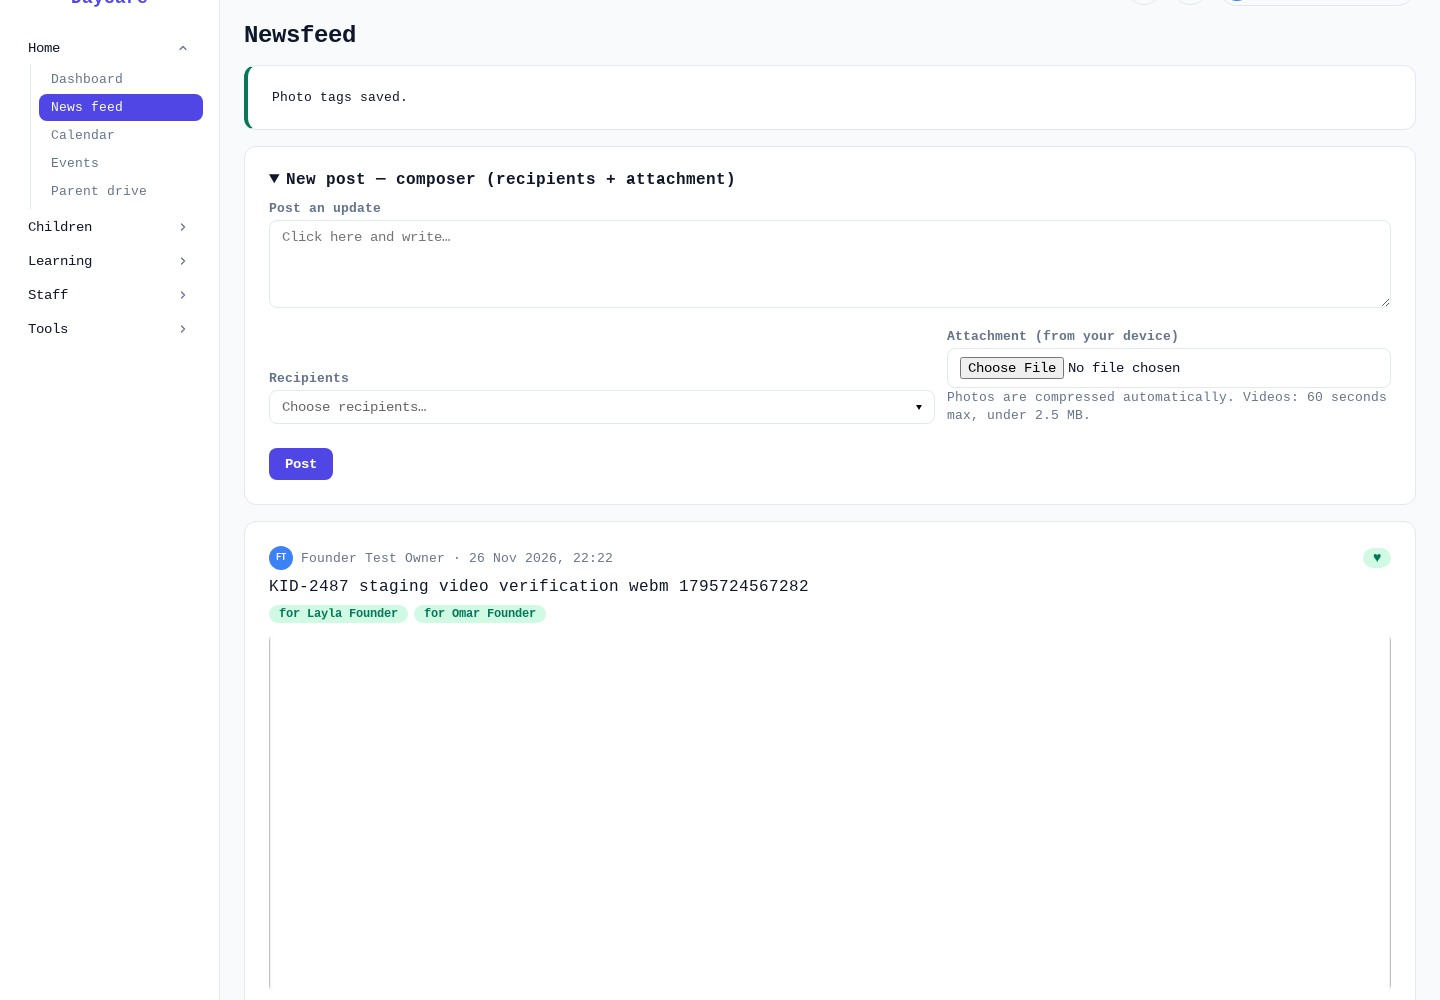 Daycare
Home
Dashboard
News feed
Calendar
Events
Parent drive
Children
Learning
Staff
Tools
Newsfeed
Photo tags saved.
▼ New post — composer (recipients + attachment)
Post an update
Click here and write…
Recipients
Choose recipients…
Attachment (from your device)
Choose File No file chosen
Photos are compressed automatically. Videos: 60 seconds
max, under 2.5 MB.
Post
FT Founder Test Owner · 26 Nov 2026, 22:22
♥
KID-2487 staging video verification webm 1795724567282
for Layla Founder for Omar Founder